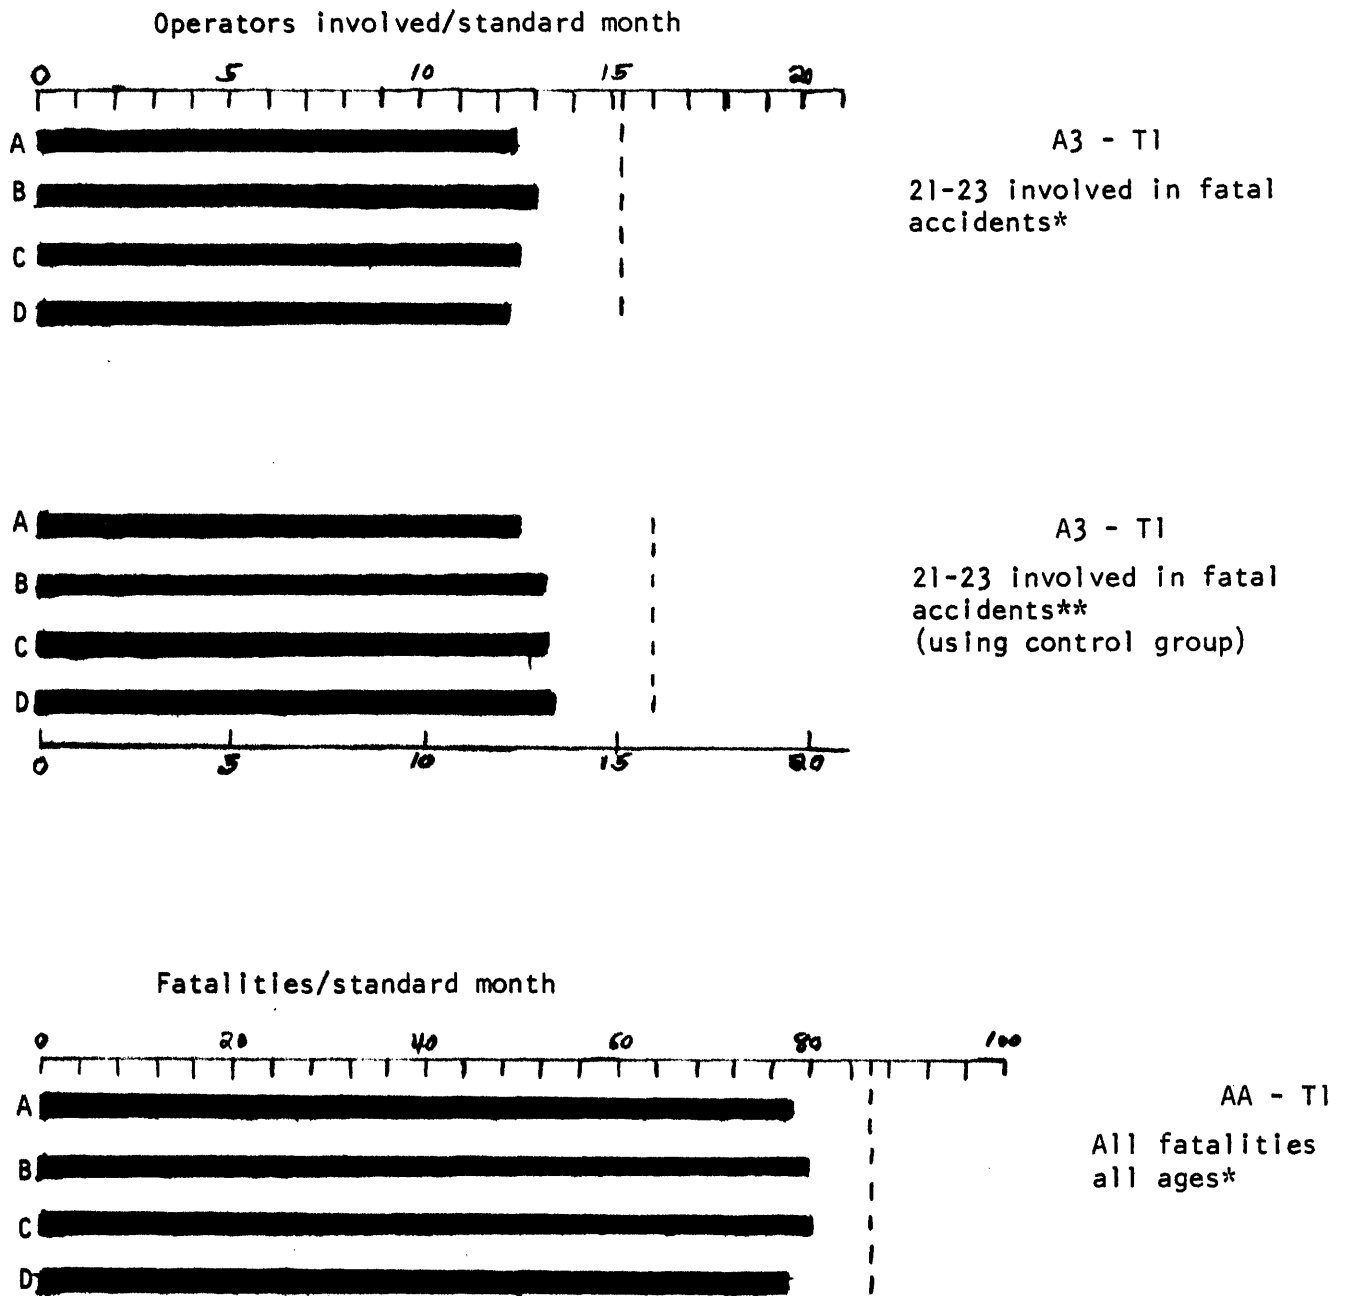 Operators involved/standard month
0 5 10 15 20
A
A3 - T1
B
21-23 involved in fatal
accidents*
C
D
A
A3 - T1
B
21-23 involved in fatal
accidents**
C
(using control group)
D
0 5 10 15 20
Fatalities/standard month
0 20 40 60 80 100
A
AA - T1
B
All fatalities
all ages*
C
D